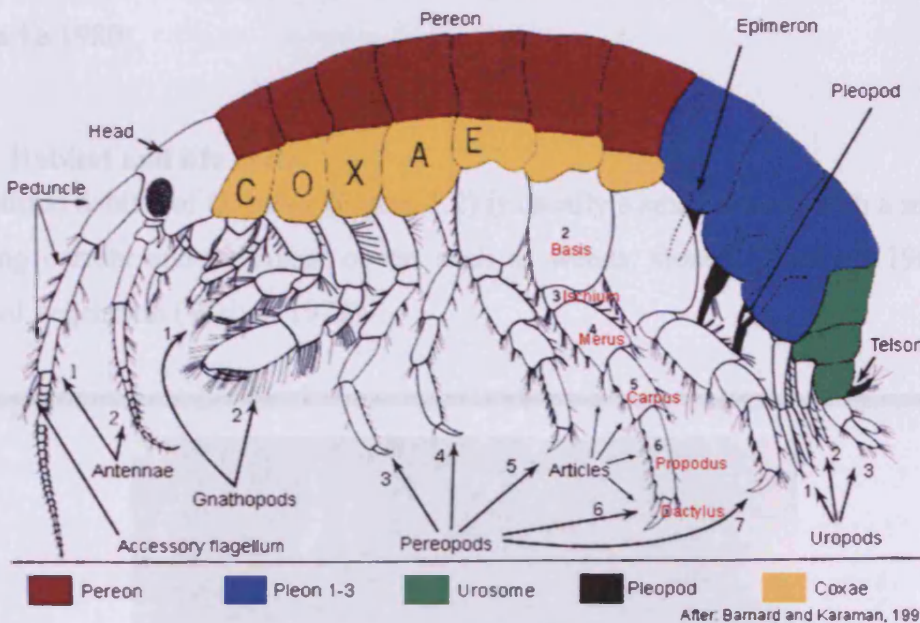 Pereon
Epimeron
Pleopod
Head
Peduncle
C O X A E
2
Basis
3 Ischium
4
Merus
5
Carpus
Propodus
Dactylus
Telson
1
2
Antennae
1
2
Gnathopods
3
4
5
Articles
6
7
Pereopods
1
2
3
Uropods
Accessory flagellum
Pereon
Pleon 1-3
Urosome
Pleopod
Coxae
After: Barnard and Karaman, 199